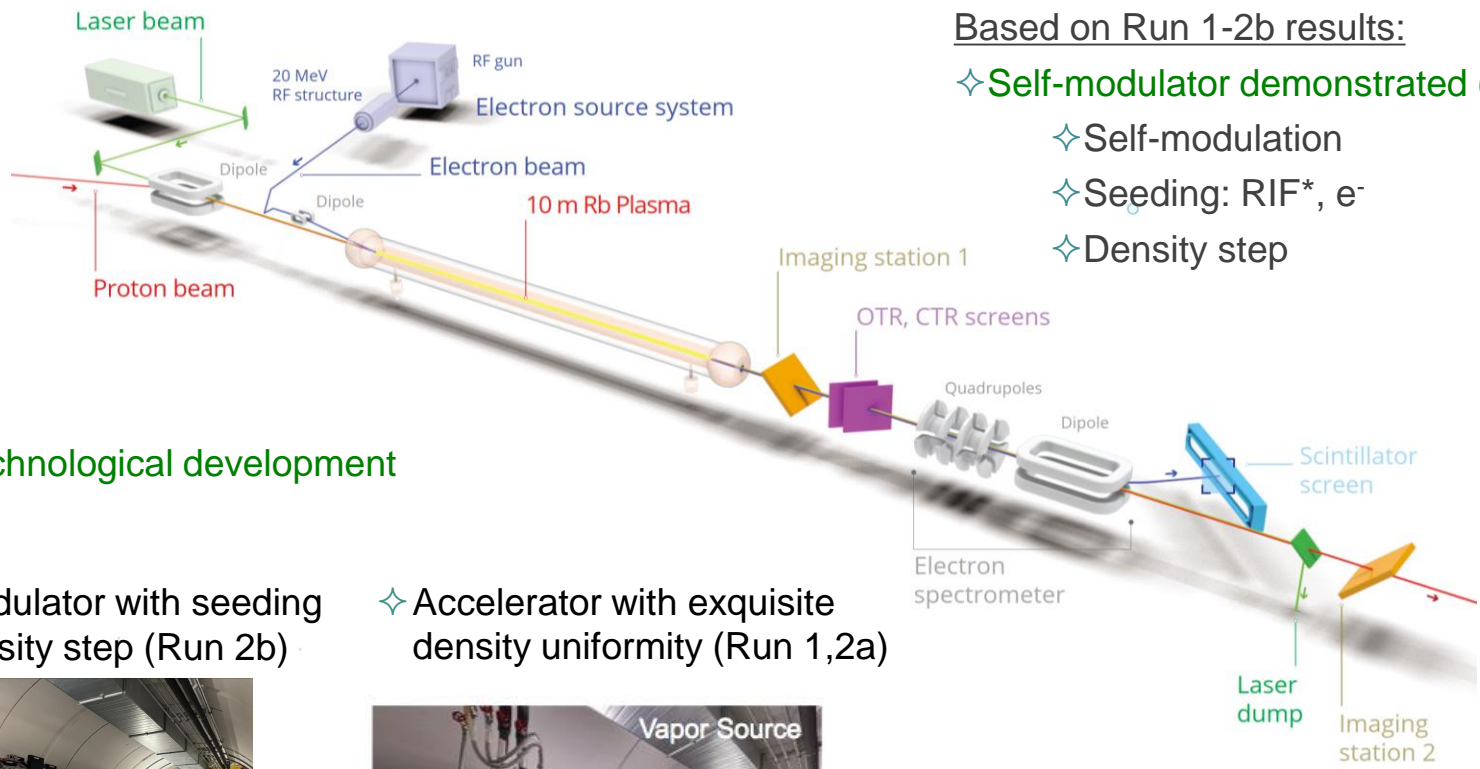 Laser beam
20 MeV
RF structure
RF gun
Electron source system
Dipole
Electron beam
Dipole
10 m Rb Plasma
Proton beam
Based on Run 1-2b results:
✧Self-modulator demonstrated
✧Self-modulation
✧Seeding: RIF*, e-
✧Density step
Imaging station 1
OTR, CTR screens
Quadrupoles
Dipole
Scintillator
screen
Electron
spectrometer
Laser
dump
Imaging
station 2
chnological development
dulator with seeding
sity step (Run 2b)
✧Accelerator with exquisite
density uniformity (Run 1,2a)
Vapor Source